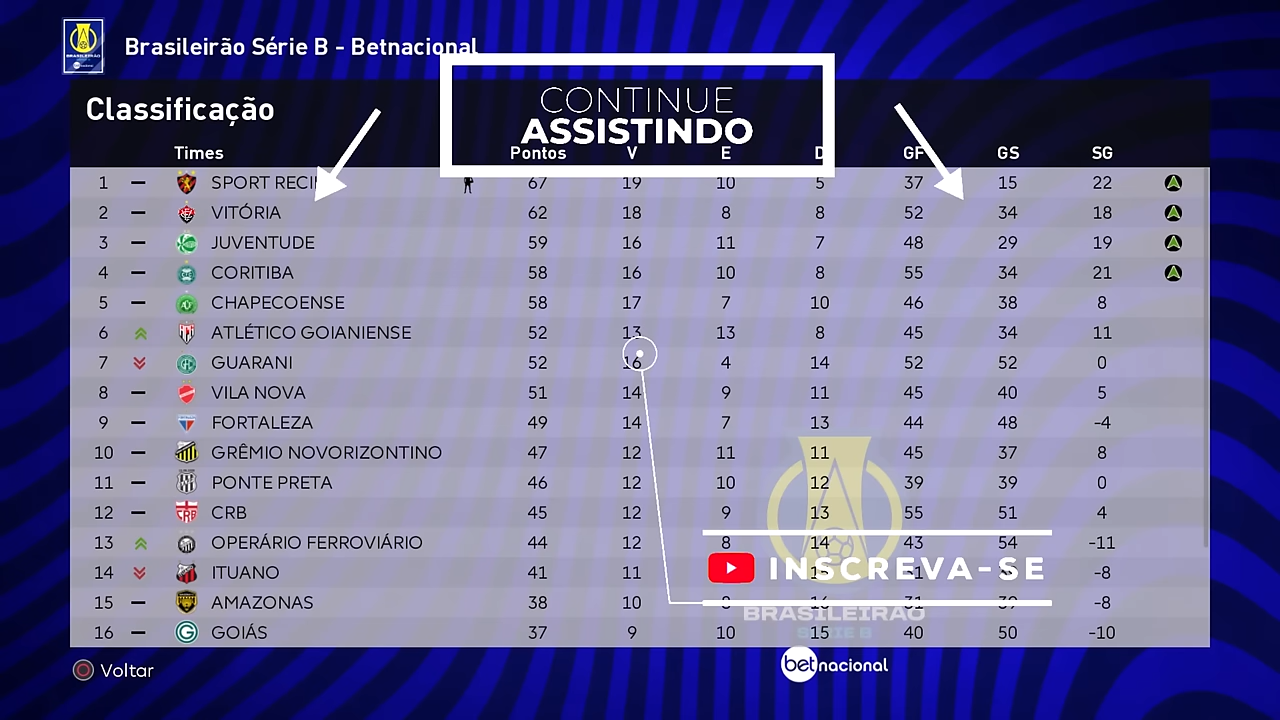 Brasileirão Série B - Betnacional
CONTINUE
ASSISTINDO
Classificação
Times Pontos V E D GF GS SG
1 SPORT RECI 67 19 10 5 37 15 22
2 VITÓRIA 62 18 8 8 52 34 18
3 JUVENTUDE 59 16 11 7 48 29 19
4 CORITIBA 58 16 10 8 55 34 21
5 CHAPECOENSE 58 17 7 10 46 38 8
6 ATLÉTICO GOIANIENSE 52 13 13 8 45 34 11
7 GUARANI 52 16 4 14 52 52 0
8 VILA NOVA 51 14 9 11 45 40 5
9 FORTALEZA 49 14 7 13 44 48 -4
10 GRÊMIO NOVORIZONTINO 47 12 11 11 45 37 8
11 PONTE PRETA 46 12 10 12 39 39 0
12 CRB 45 12 9 13 55 51 4
13 OPERÁRIO FERROVIÁRIO 44 12 8 14 43 54 -11
14 ITUANO 41 11 -8
INSCREVA-SE
15 AMAZONAS 38 10 8 16 31 39 -8
BRASILEIRÃO
16 GOIÁS 37 9 10 15 40 50 -10
SÉRIE B
Voltar
betnacional